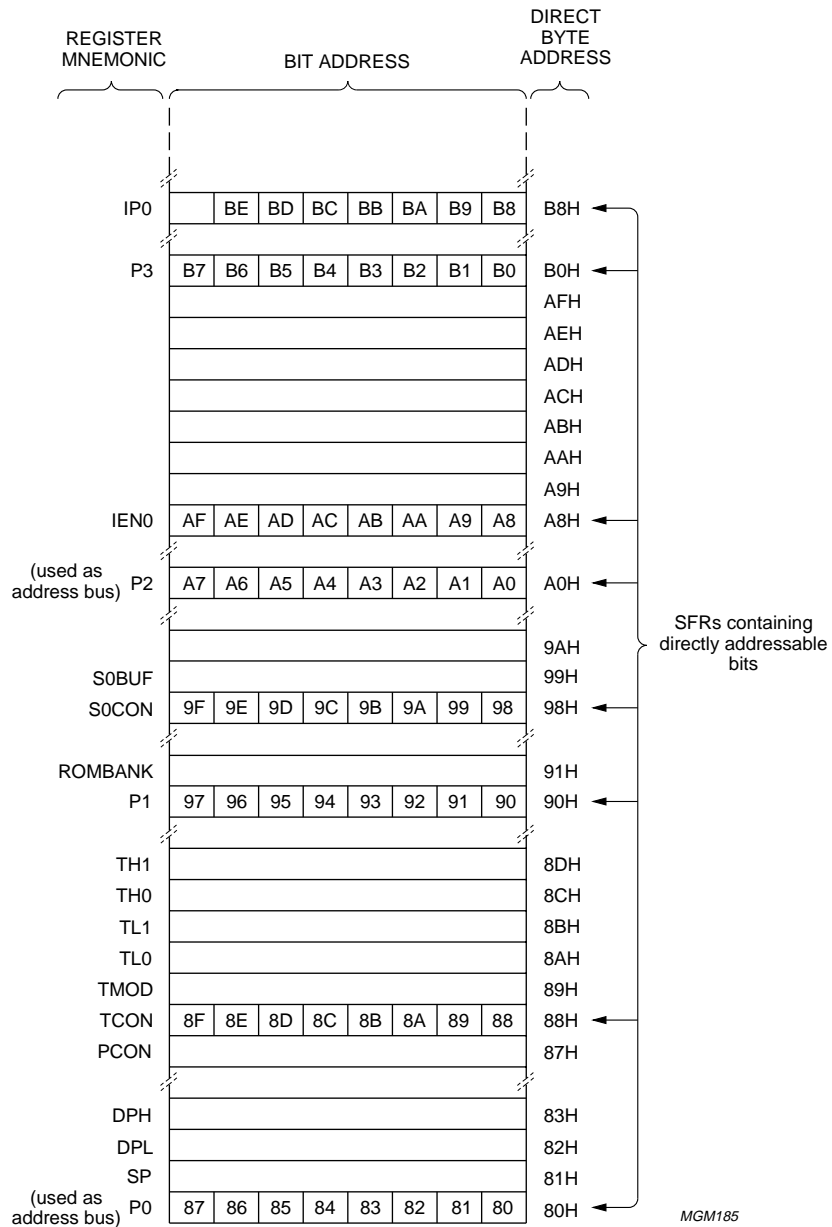 REGISTER
MNEMONIC
BIT ADDRESS
DIRECT
BYTE
ADDRESS
IP0 BE BD BC BB BA B9 B8 B8H
P3 B7 B6 B5 B4 B3 B2 B1 B0 B0H
AFH
AEH
ADH
ACH
ABH
AAH
A9H
IEN0 AF AE AD AC AB AA A9 A8 A8H
(used as
address bus) P2 A7 A6 A5 A4 A3 A2 A1 A0 A0H
9AH
S0BUF 99H
S0CON 9F 9E 9D 9C 9B 9A 99 98 98H
SFRs containing
directly addressable
bits
ROMBANK 91H
P1 97 96 95 94 93 92 91 90 90H
TH1 8DH
TH0 8CH
TL1 8BH
TL0 8AH
TMOD 89H
TCON 8F 8E 8D 8C 8B 8A 89 88 88H
PCON 87H
DPH 83H
DPL 82H
SP 81H
(used as
address bus) P0 87 86 85 84 83 82 81 80 80H
MGM185